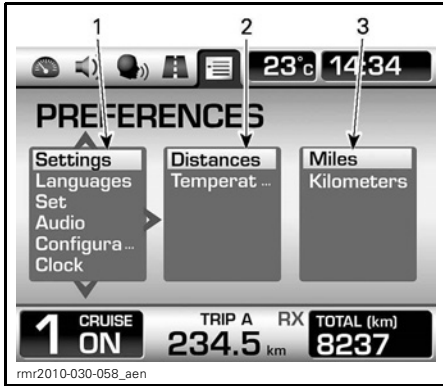 1 2 3
23°c 14:34
PREFERENCES
Settings Distances Miles
Languages Temperat ... Kilometers
Set
Audio
Configura ...
Clock
1 CRUISE ON TRIP A 234.5 km RX TOTAL (km) 8237
rmr2010-030-058_aen